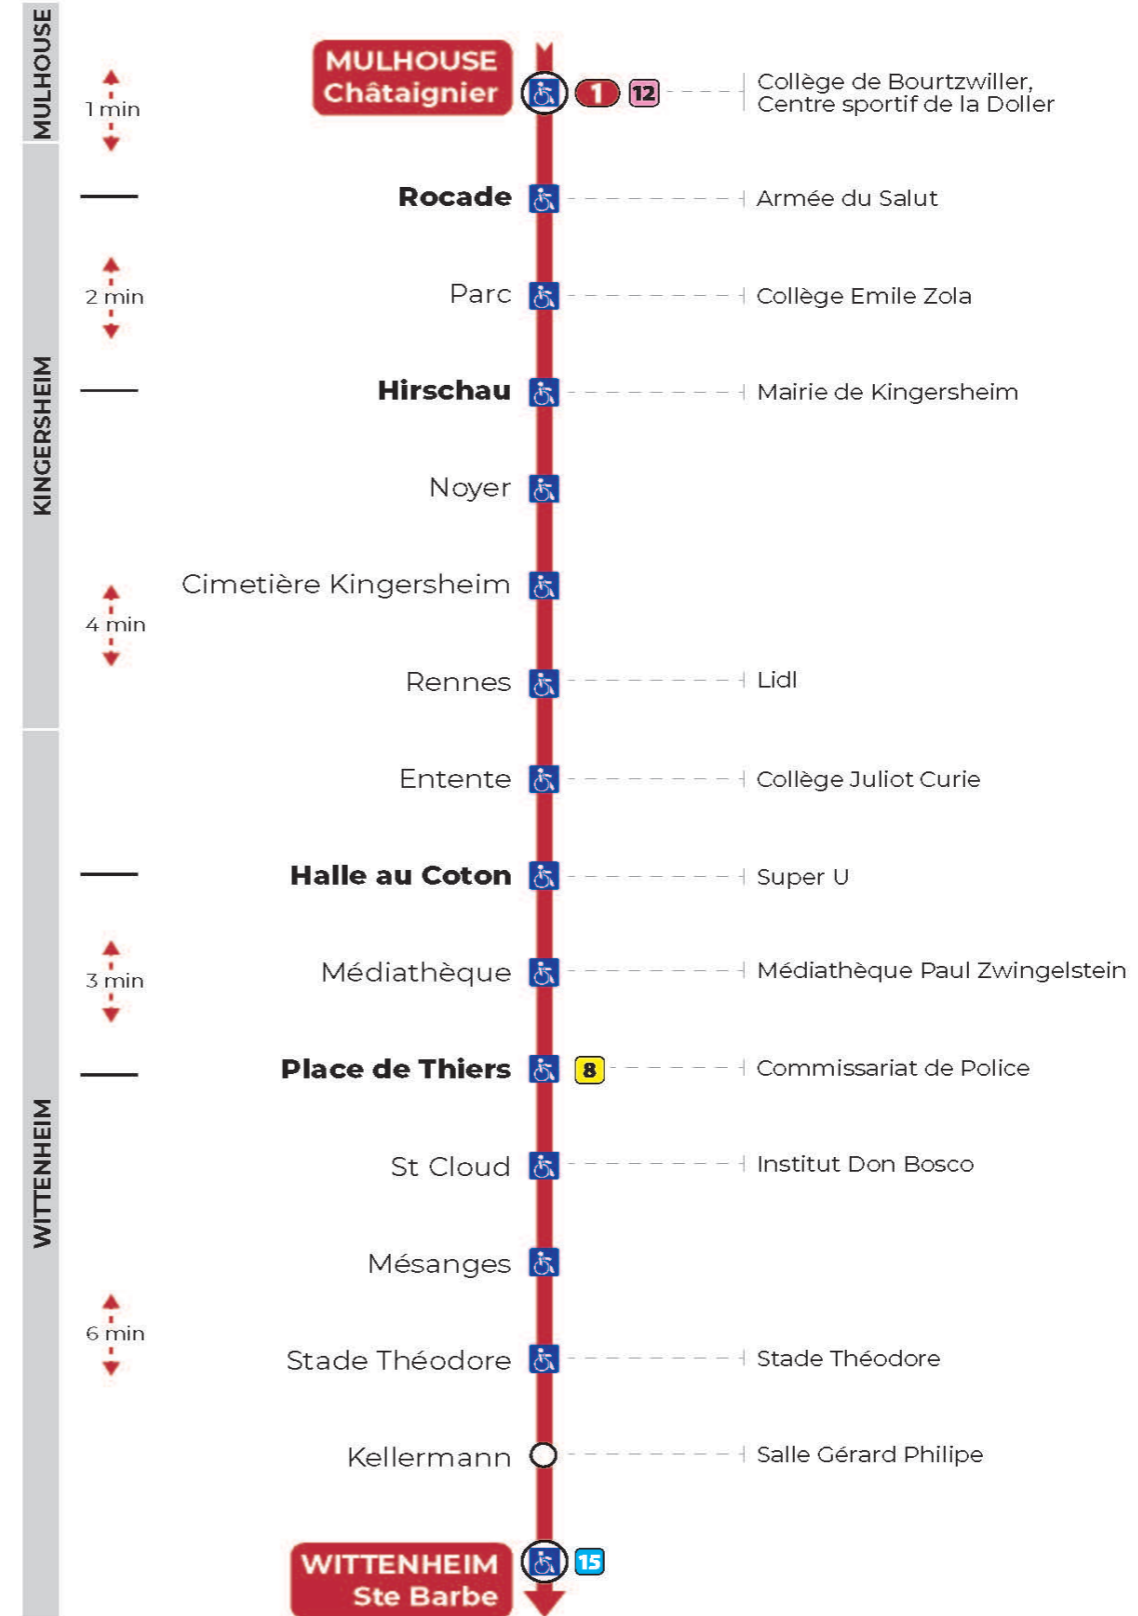 MULHOUSE
1 min
MULHOUSE
Châtaignier
1 12
Collège de Bourtzwiller,
Centre sportif de la Doller
KINGERSHEIM
Rocade
Armée du Salut
2 min
Parc
Collège Emile Zola
Hirschau
Mairie de Kingersheim
Noyer
Cimetière Kingersheim
4 min
Rennes
Lidl
WITTENHEIM
Entente
Collège Juliot Curie
Halle au Coton
Super U
3 min
Médiathèque
Médiathèque Paul Zwingelstein
Place de Thiers
8
Commissariat de Police
St Cloud
Institut Don Bosco
Mésanges
6 min
Stade Théodore
Stade Théodore
Kellermann
Salle Gérard Philipe
WITTENHEIM
Ste Barbe
15